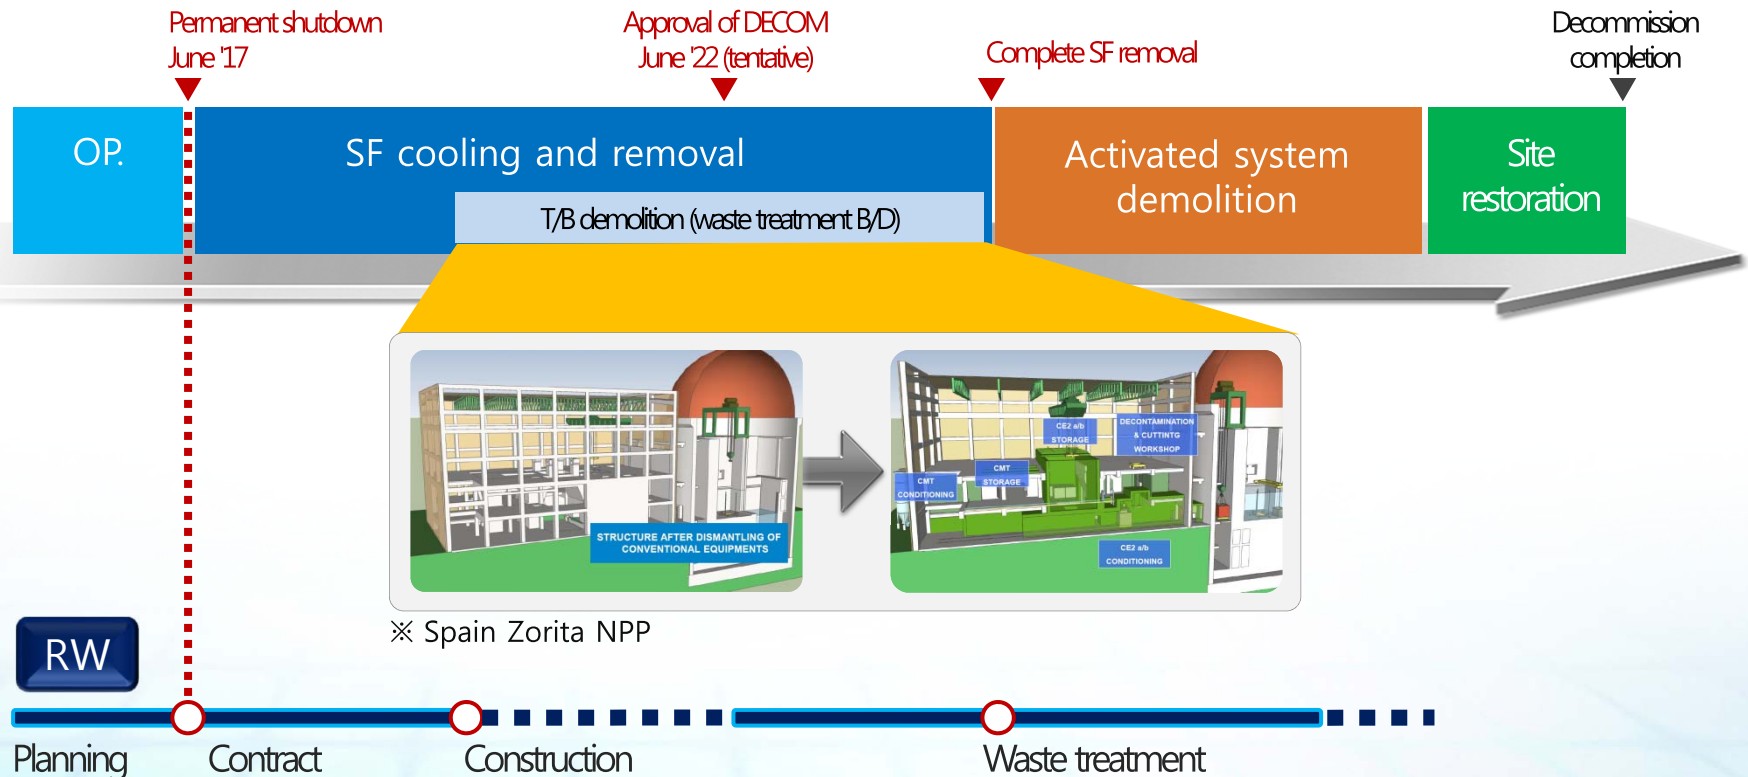 Permanent shutdown
June '17
Approval of DECOM
June '22 (tentative)
Complete SF removal
Decommission
completion
OP.
SF cooling and removal
T/B demolition (waste treatment B/D)
Activated system
demolition
Site
restoration
STRUCTURE AFTER DISMANTLING OF
CONVENTIONAL EQUIPMENTS
CE2 a/b
STORAGE
DECONTAMINATION
& CUTTINTG
WORKSHOP
CMT
STORAGE
CMT
CONDITIONING
CE2 a/b
CONDITIONING
※ Spain Zorita NPP
RW
Planning
Contract
Construction
Waste treatment